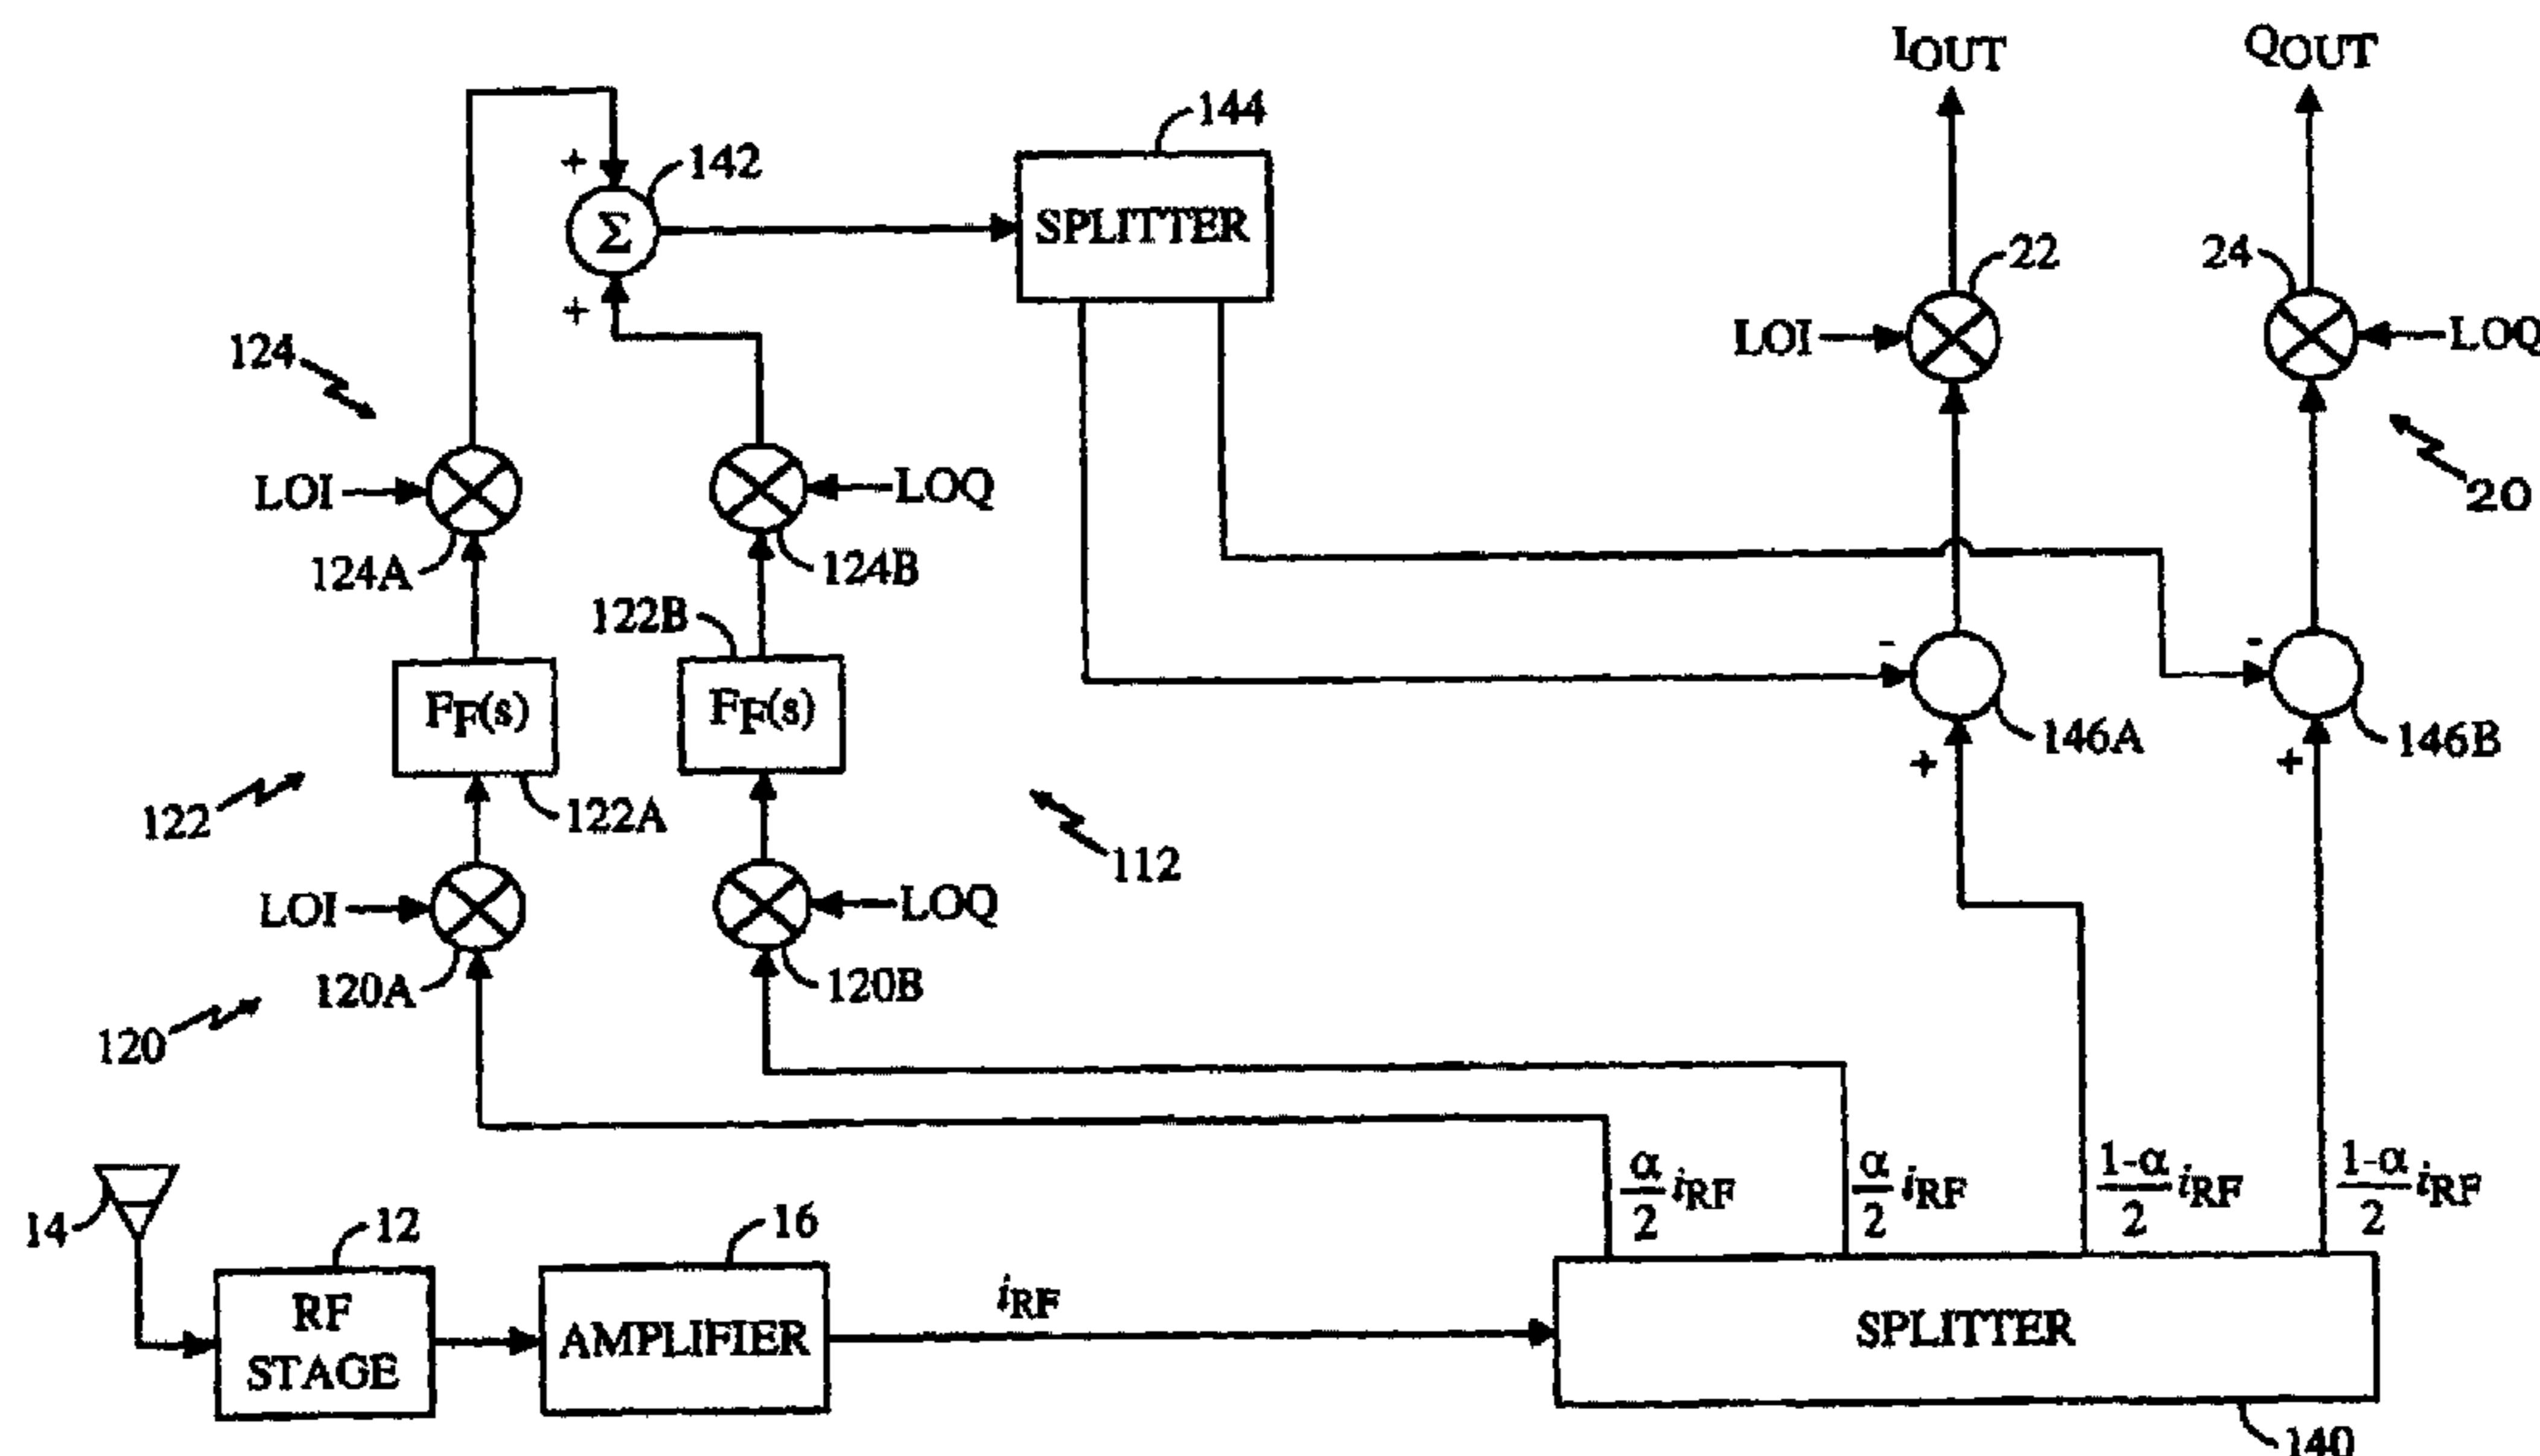 IOUT
QOUT
144
+
142
Σ
SPLITTER
22
24
+
LOI
LOQ
124
20
LOI
LOQ
124A
124B
122B
-
-
FF(s)
FF(s)
146A
146B
+
+
122
122A
112
LOI
LOQ
120A
120B
120
α/2 iRF
α/2 iRF
1-α/2 iRF
1-α/2 iRF
14
12
16
RF
STAGE
AMPLIFIER
iRF
SPLITTER
140